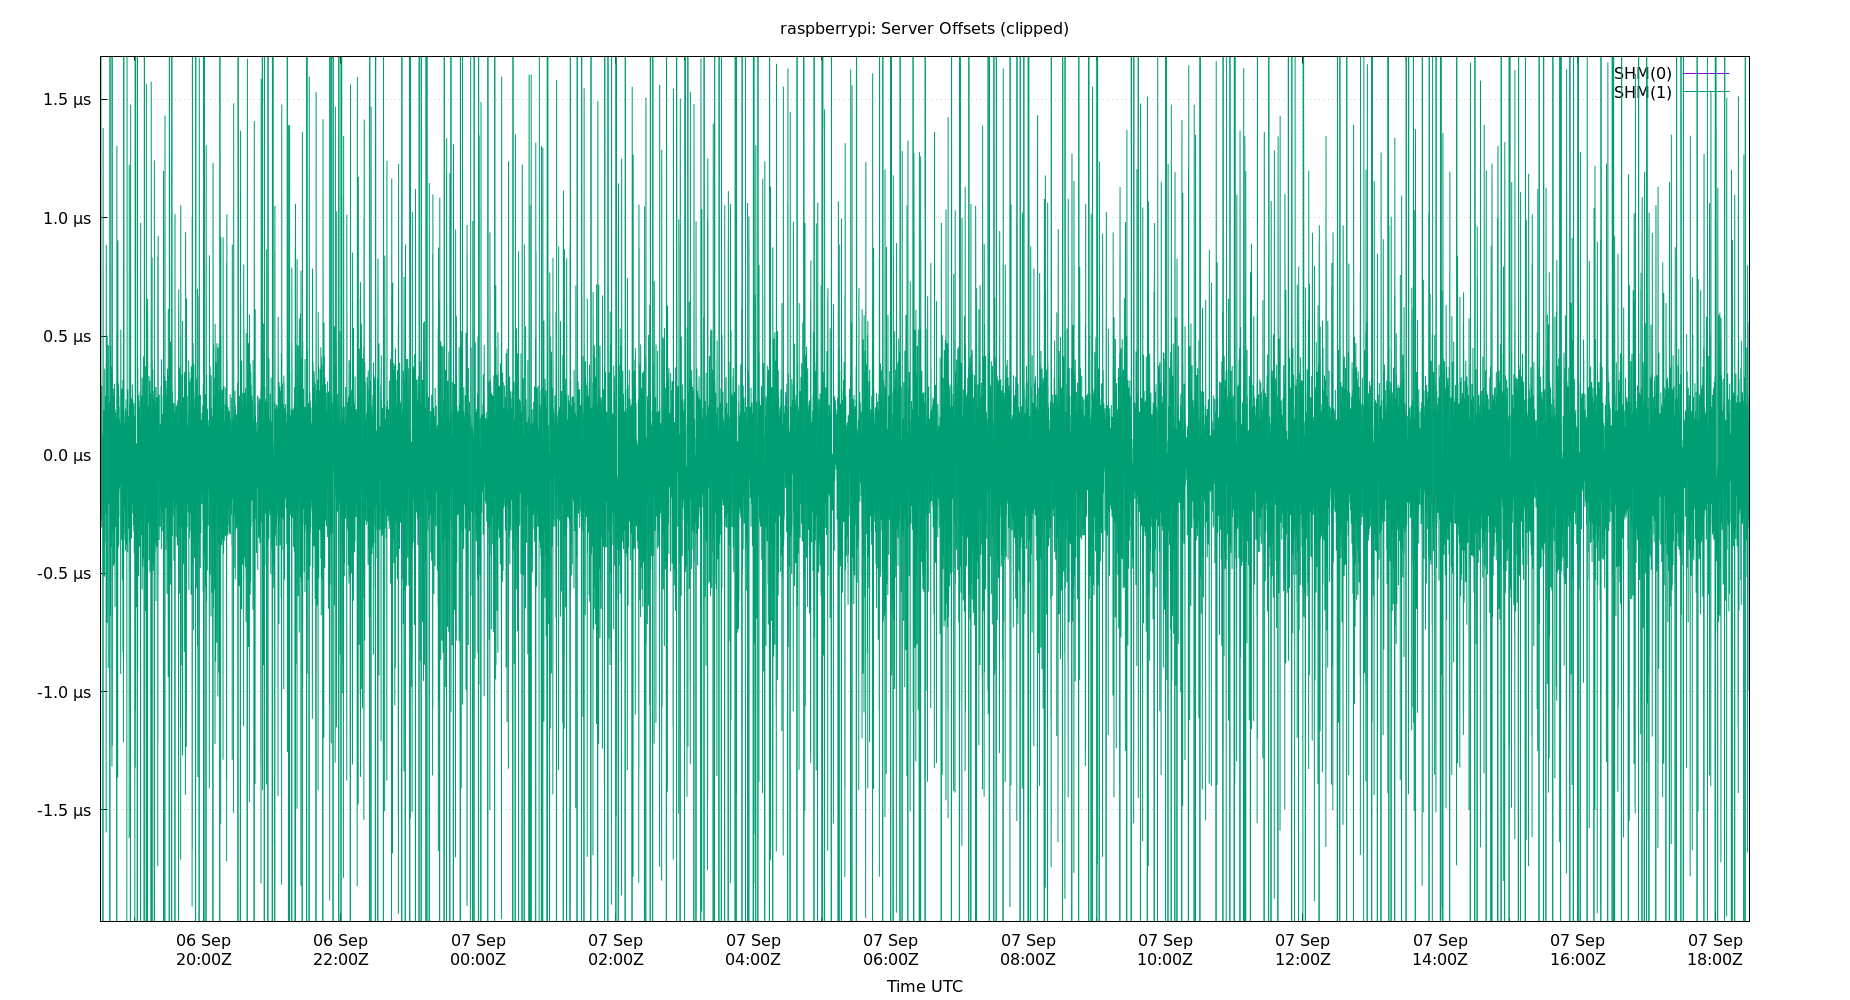 raspberrypi: Server Offsets (clipped)
SHM(0)
SHM(1)
1.5 µs
1.0 µs
0.5 µs
0.0 µs
-0.5 µs
-1.0 µs
-1.5 µs
06 Sep 06 Sep 07 Sep 07 Sep 07 Sep 07 Sep 07 Sep 07 Sep 07 Sep 07 Sep 07 Sep 07 Sep
20:00Z 22:00Z 00:00Z 02:00Z 04:00Z 06:00Z 08:00Z 10:00Z 12:00Z 14:00Z 16:00Z 18:00Z
Time UTC